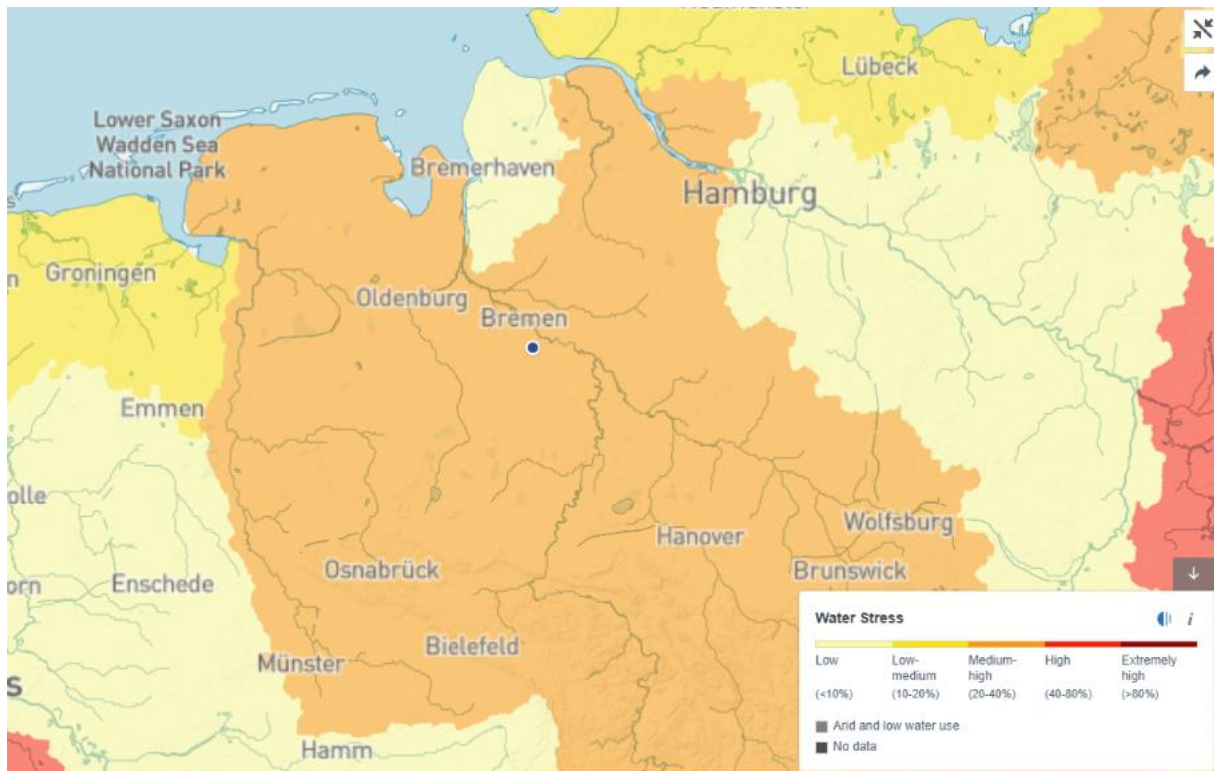 Lübeck
Lower Saxon
Wadden Sea
National Park
Bremerhaven
Hamburg
Groningen
Oldenburg
Bremen
Emmen
olle
Wolfsburg
Hanover
Osnabrück
Brunswick
orn
Enschede
Bielefeld
Münster
S
Hamm
Water Stress
i
Low
(<10%)
Low-
medium
(10-20%)
Medium-
high
(20-40%)
High
(40-80%)
Extremely
high
(>80%)
Arid and low water use
No data